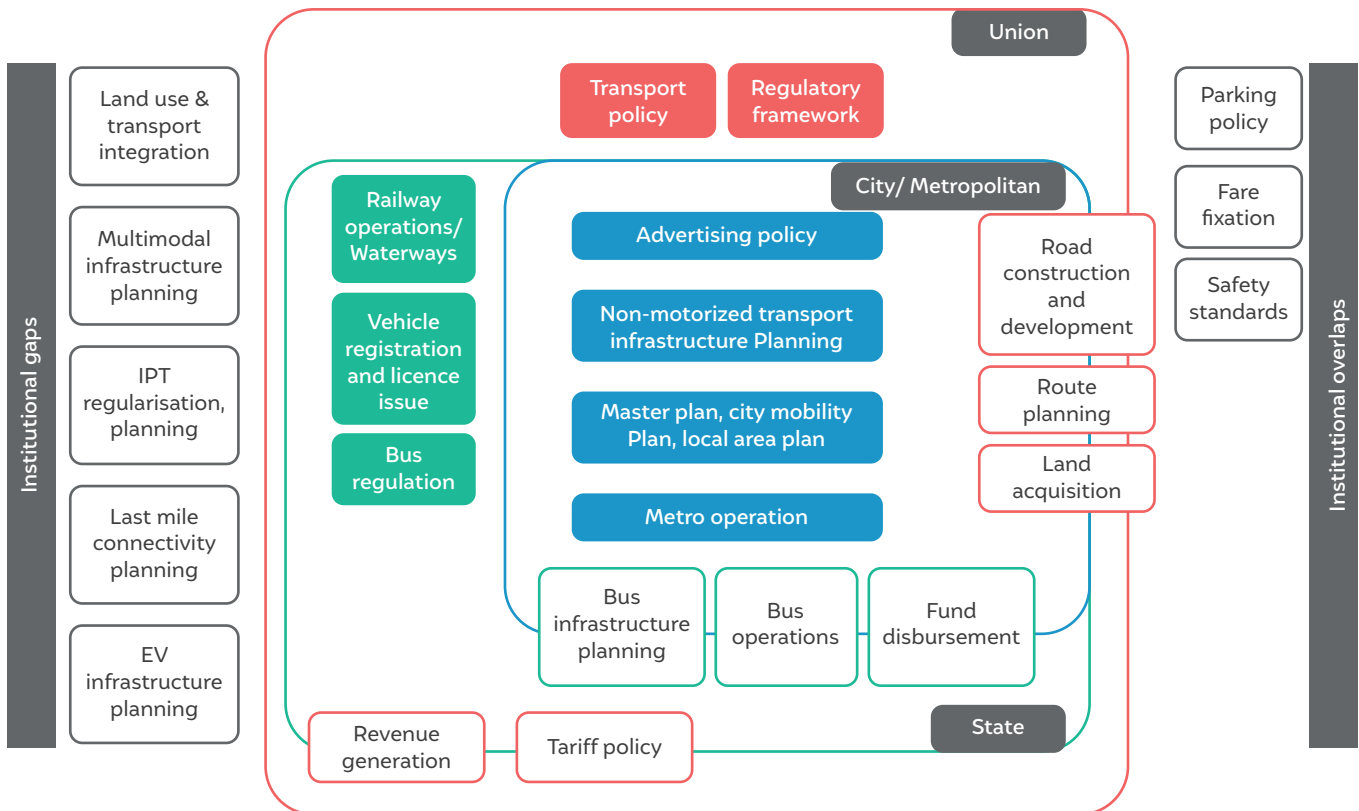 Institutional gaps
Land use &
transport
integration
Multimodal
infrastructure
planning
IPT
regularisation,
planning
Last mile
connectivity
planning
EV
infrastructure
planning
Union
Transport
policy
Regulatory
framework
City/ Metropolitan
Railway
operations/
Waterways
Vehicle
registration
and licence
issue
Bus
regulation
Advertising policy
Non-motorized transport
infrastructure Planning
Master plan, city mobility
Plan, local area plan
Metro operation
Road
construction
and
development
Route
planning
Land
acquisition
Bus
infrastructure
planning
Bus
operations
Fund
disbursement
State
Revenue
generation
Tariff policy
Parking
policy
Fare
fixation
Safety
standards
Institutional overlaps